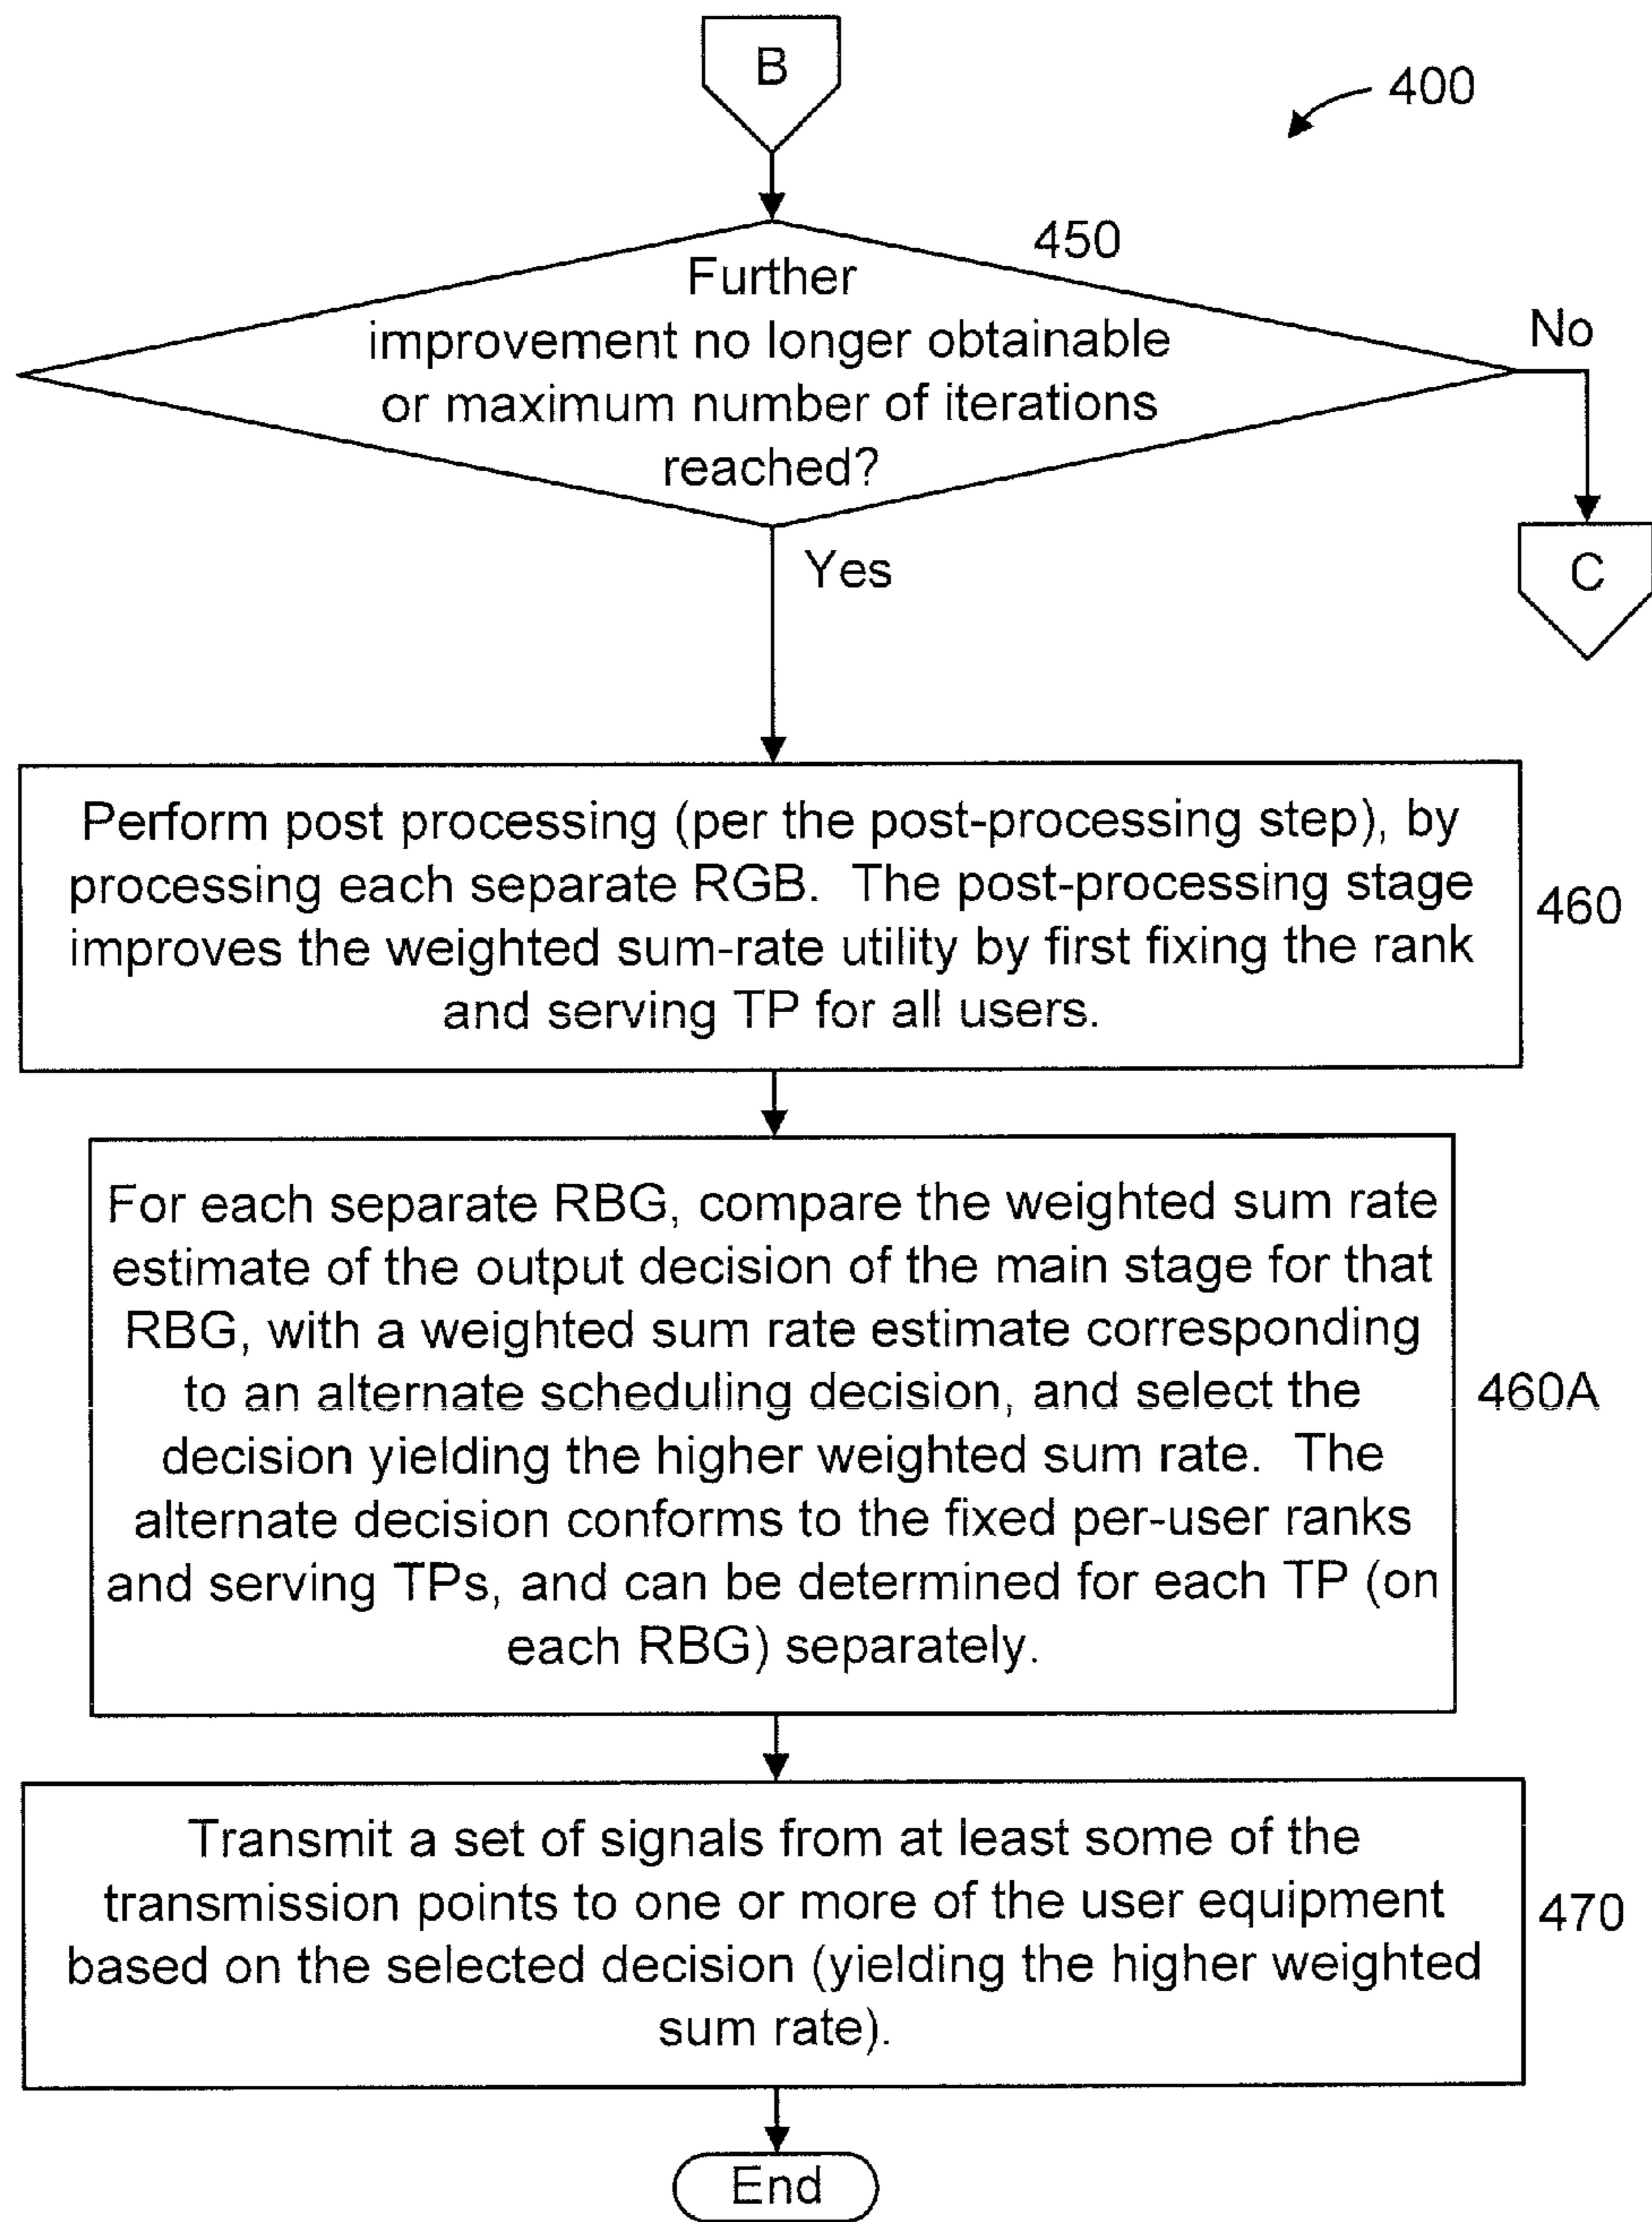 B
400
450
Further
improvement no longer obtainable
or maximum number of iterations
reached?
No
C
Yes
Perform post processing (per the post-processing step), by
processing each separate RGB.  The post-processing stage
improves the weighted sum-rate utility by first fixing the rank
and serving TP for all users.
460
For each separate RBG, compare the weighted sum rate
estimate of the output decision of the main stage for that
RBG, with a weighted sum rate estimate corresponding
to an alternate scheduling decision, and select the
decision yielding the higher weighted sum rate.  The
alternate decision conforms to the fixed per-user ranks
and serving TPs, and can be determined for each TP (on
each RBG) separately.
460A
Transmit a set of signals from at least some of the
transmission points to one or more of the user equipment
based on the selected decision (yielding the higher weighted
sum rate).
470
End